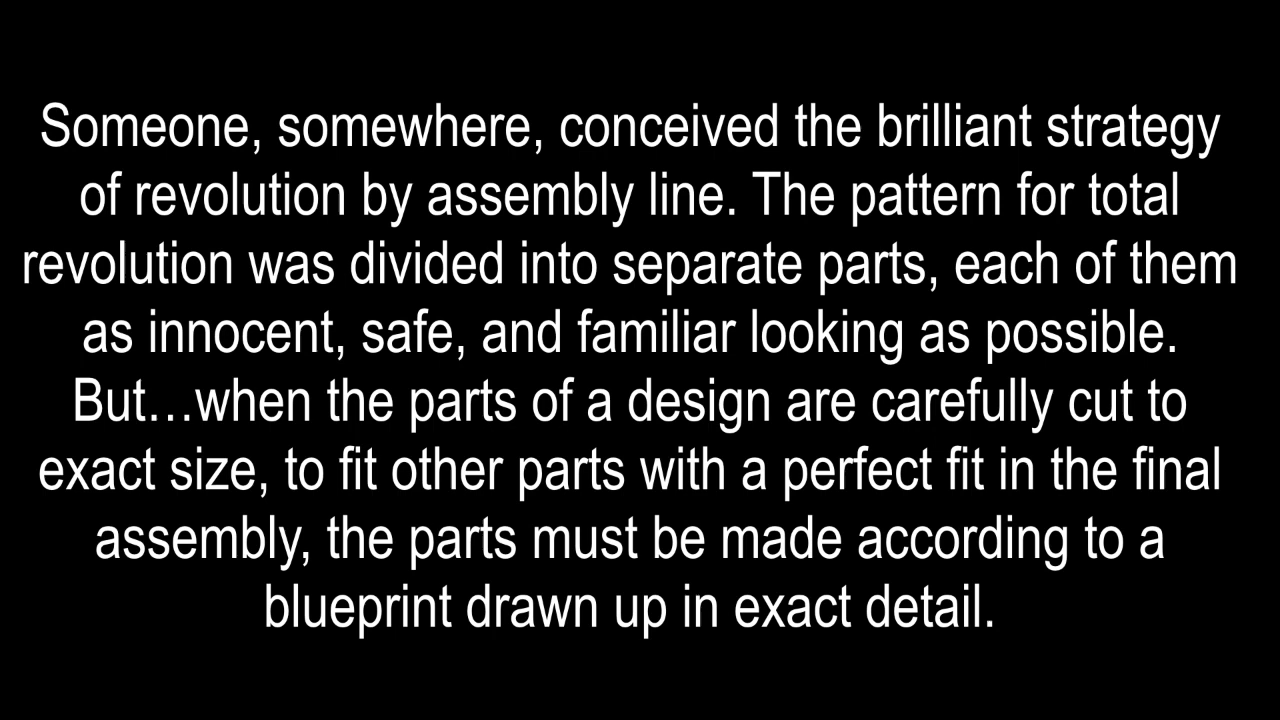 Someone, somewhere, conceived the brilliant strategy
of revolution by assembly line. The pattern for total
revolution was divided into separate parts, each of them
as innocent, safe, and familiar looking as possible.
But…when the parts of a design are carefully cut to
exact size, to fit other parts with a perfect fit in the final
assembly, the parts must be made according to a
blueprint drawn up in exact detail.